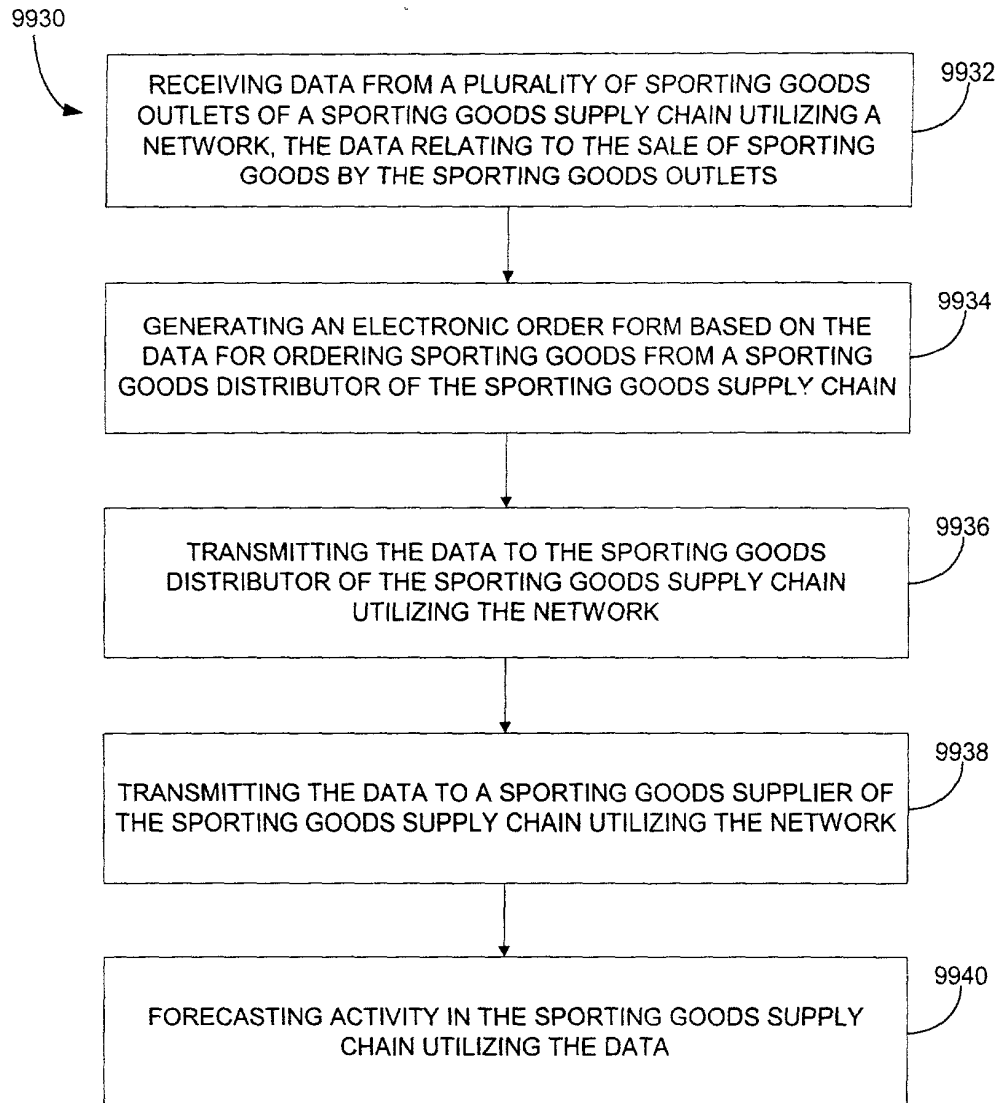 9930
RECEIVING DATA FROM A PLURALITY OF SPORTING GOODS
OUTLETS OF A SPORTING GOODS SUPPLY CHAIN UTILIZING A
NETWORK, THE DATA RELATING TO THE SALE OF SPORTING
GOODS BY THE SPORTING GOODS OUTLETS
9932
GENERATING AN ELECTRONIC ORDER FORM BASED ON THE
DATA FOR ORDERING SPORTING GOODS FROM A SPORTING
GOODS DISTRIBUTOR OF THE SPORTING GOODS SUPPLY CHAIN
9934
TRANSMITTING THE DATA TO THE SPORTING GOODS
DISTRIBUTOR OF THE SPORTING GOODS SUPPLY CHAIN
UTILIZING THE NETWORK
9936
TRANSMITTING THE DATA TO A SPORTING GOODS SUPPLIER OF
THE SPORTING GOODS SUPPLY CHAIN UTILIZING THE NETWORK
9938
FORECASTING ACTIVITY IN THE SPORTING GOODS SUPPLY
CHAIN UTILIZING THE DATA
9940